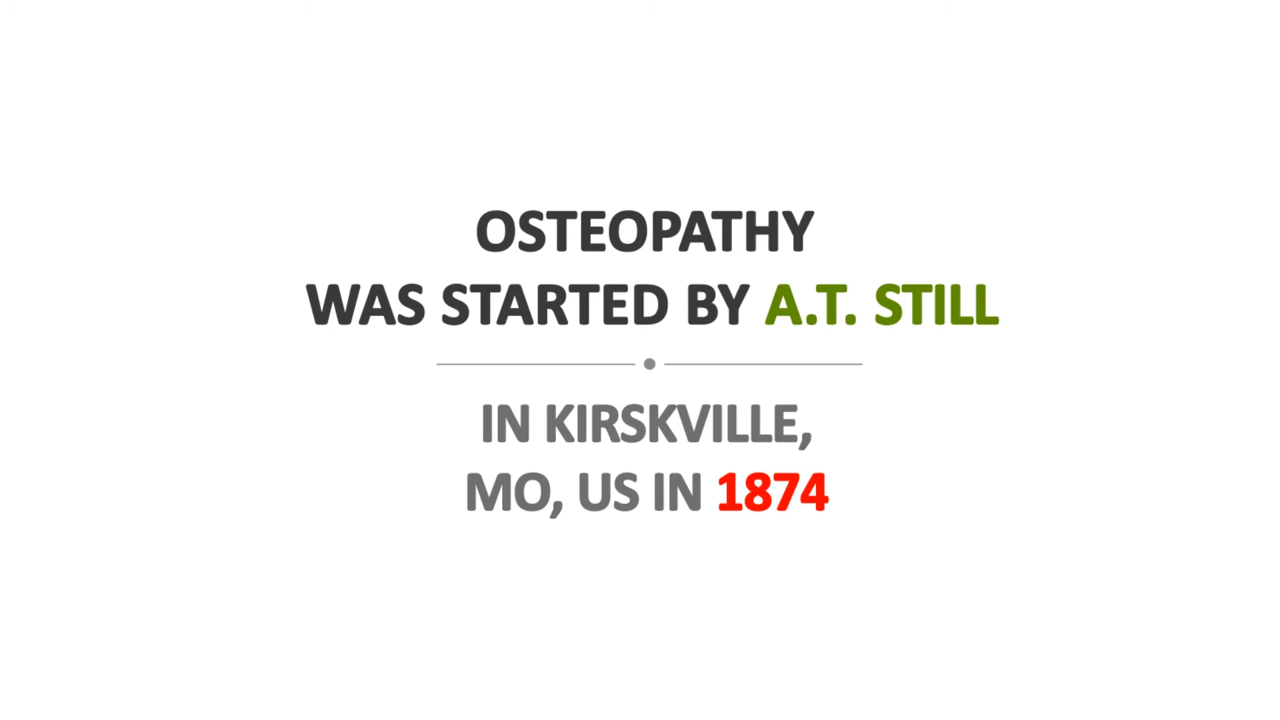 OSTEOPATHY
WAS STARTED BY A.T. STILL
IN KIRSKVILLE,
MO, US IN 1874